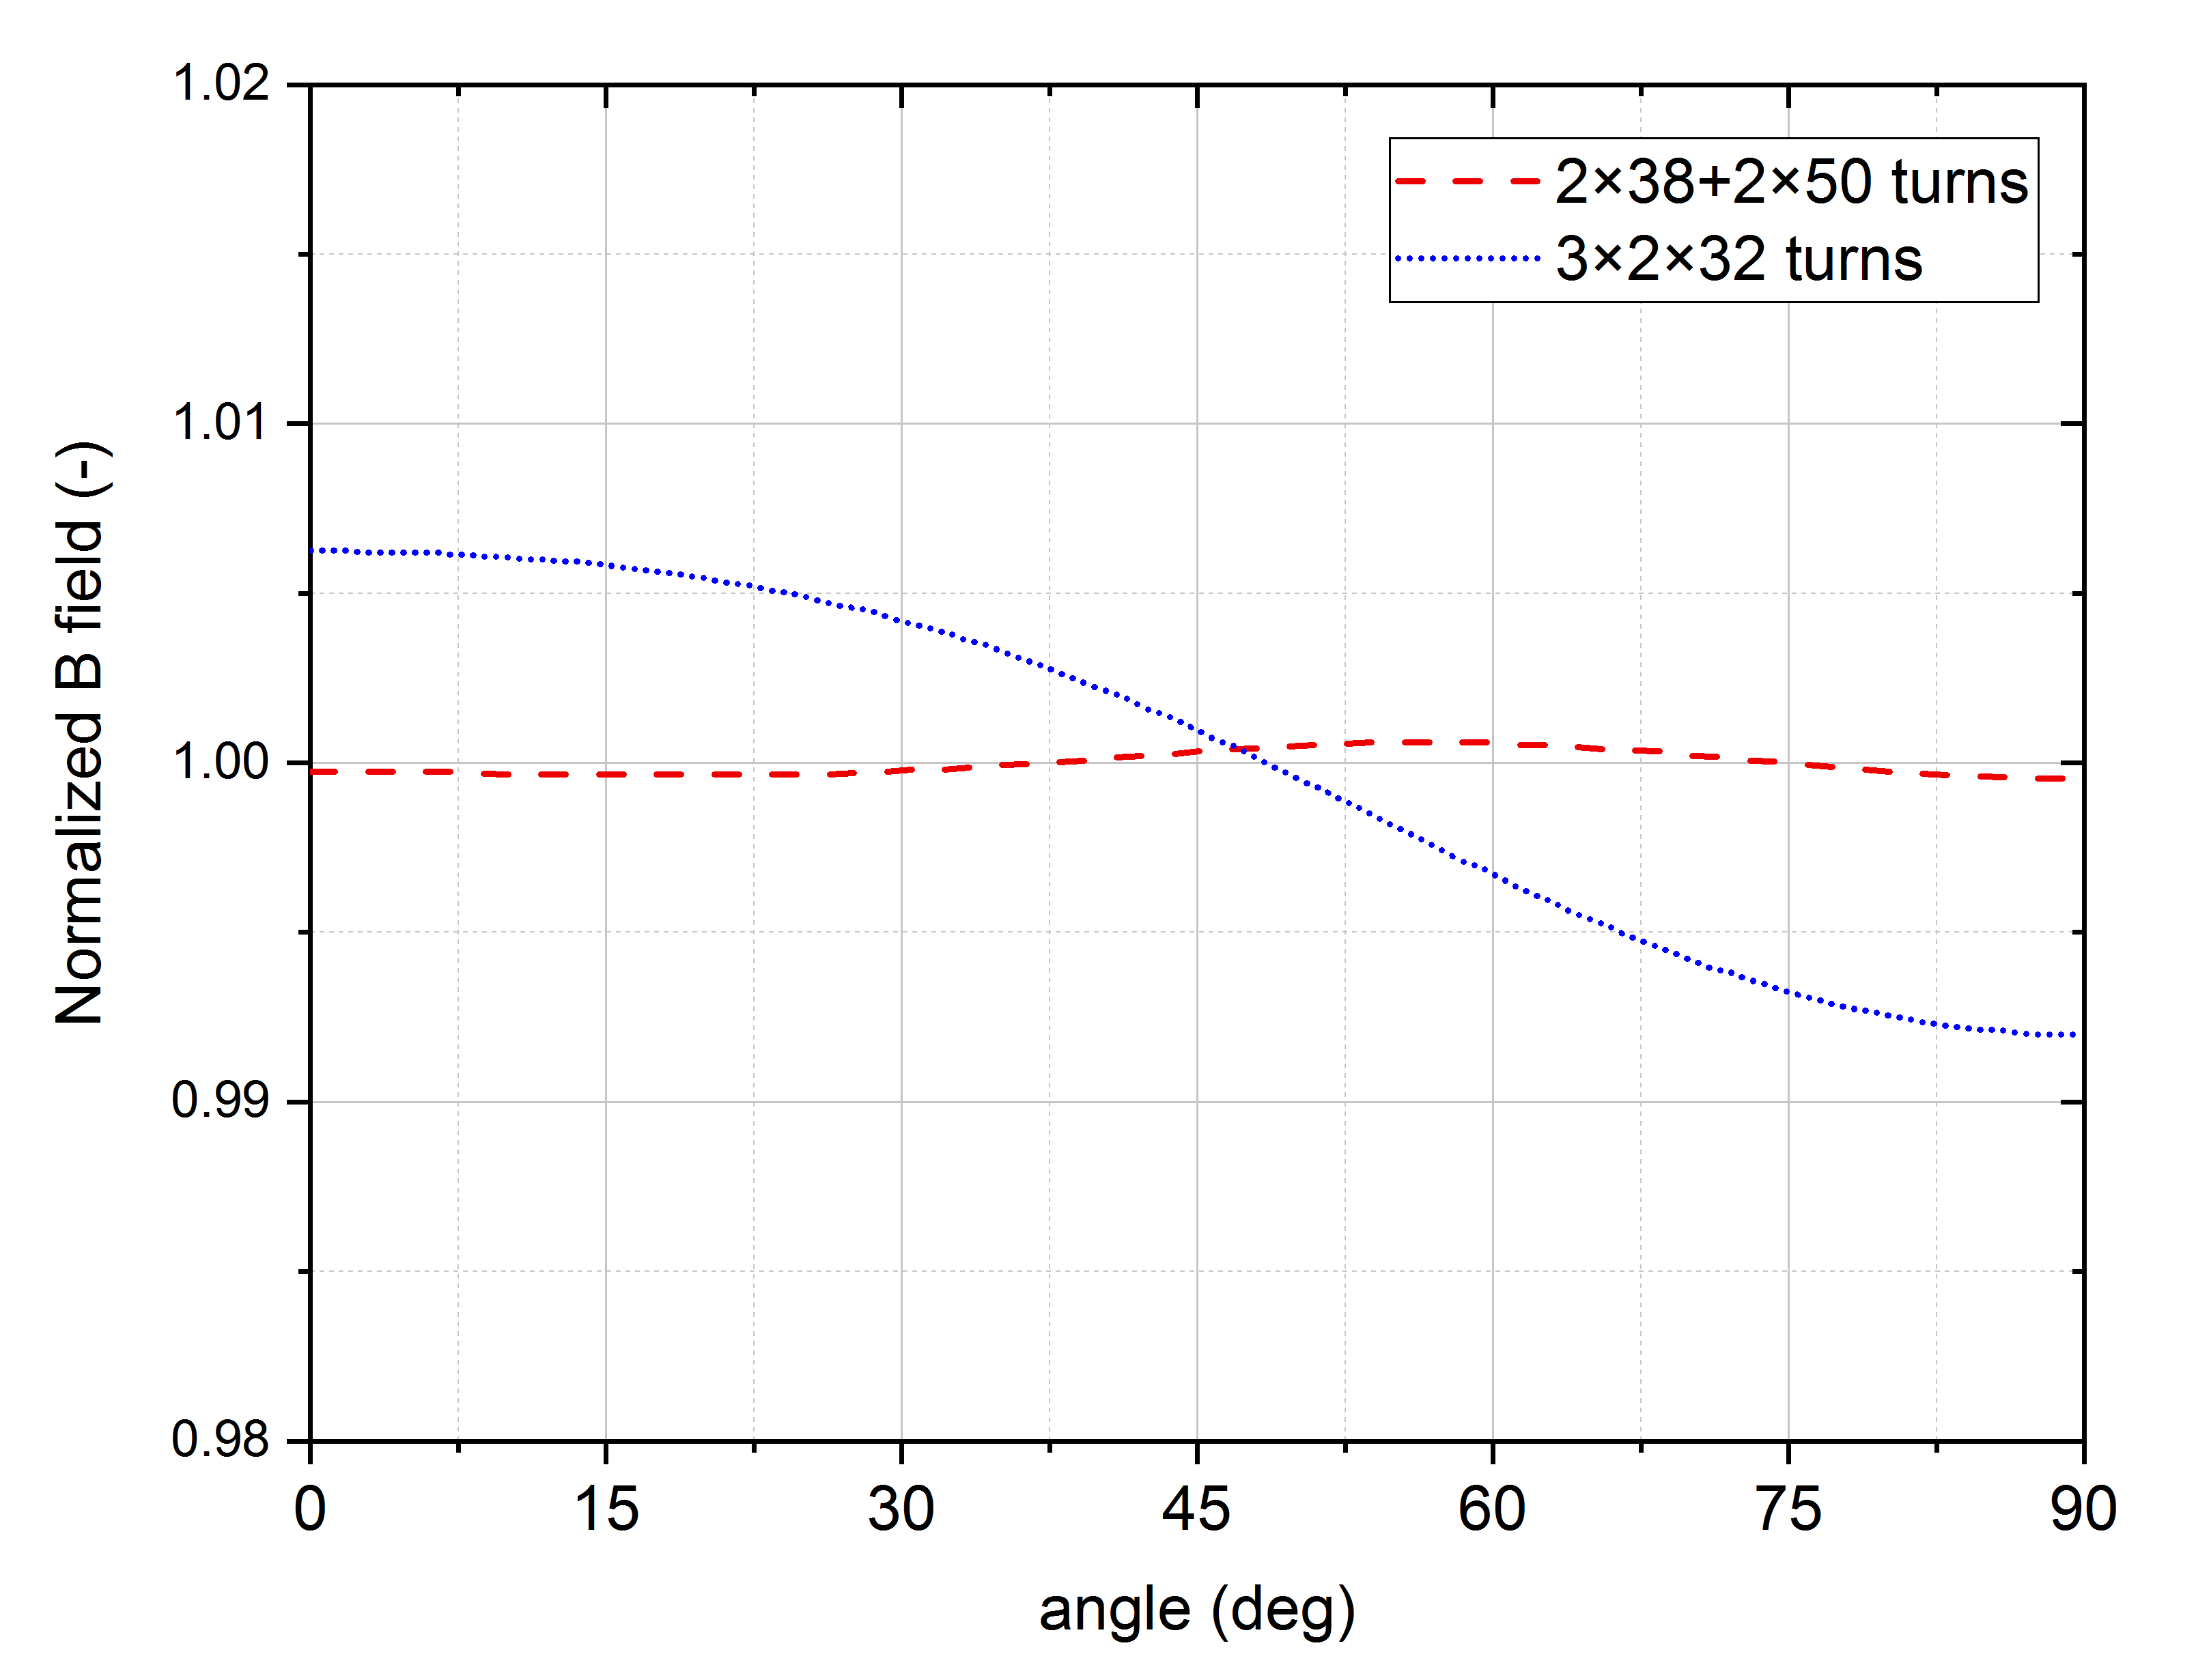 1.02
1.01
1.00
0.99
0.98
Normalized B field (-)
2×38+2×50 turns
3×2×32 turns
0 15 30 45 60 75 90
angle (deg)